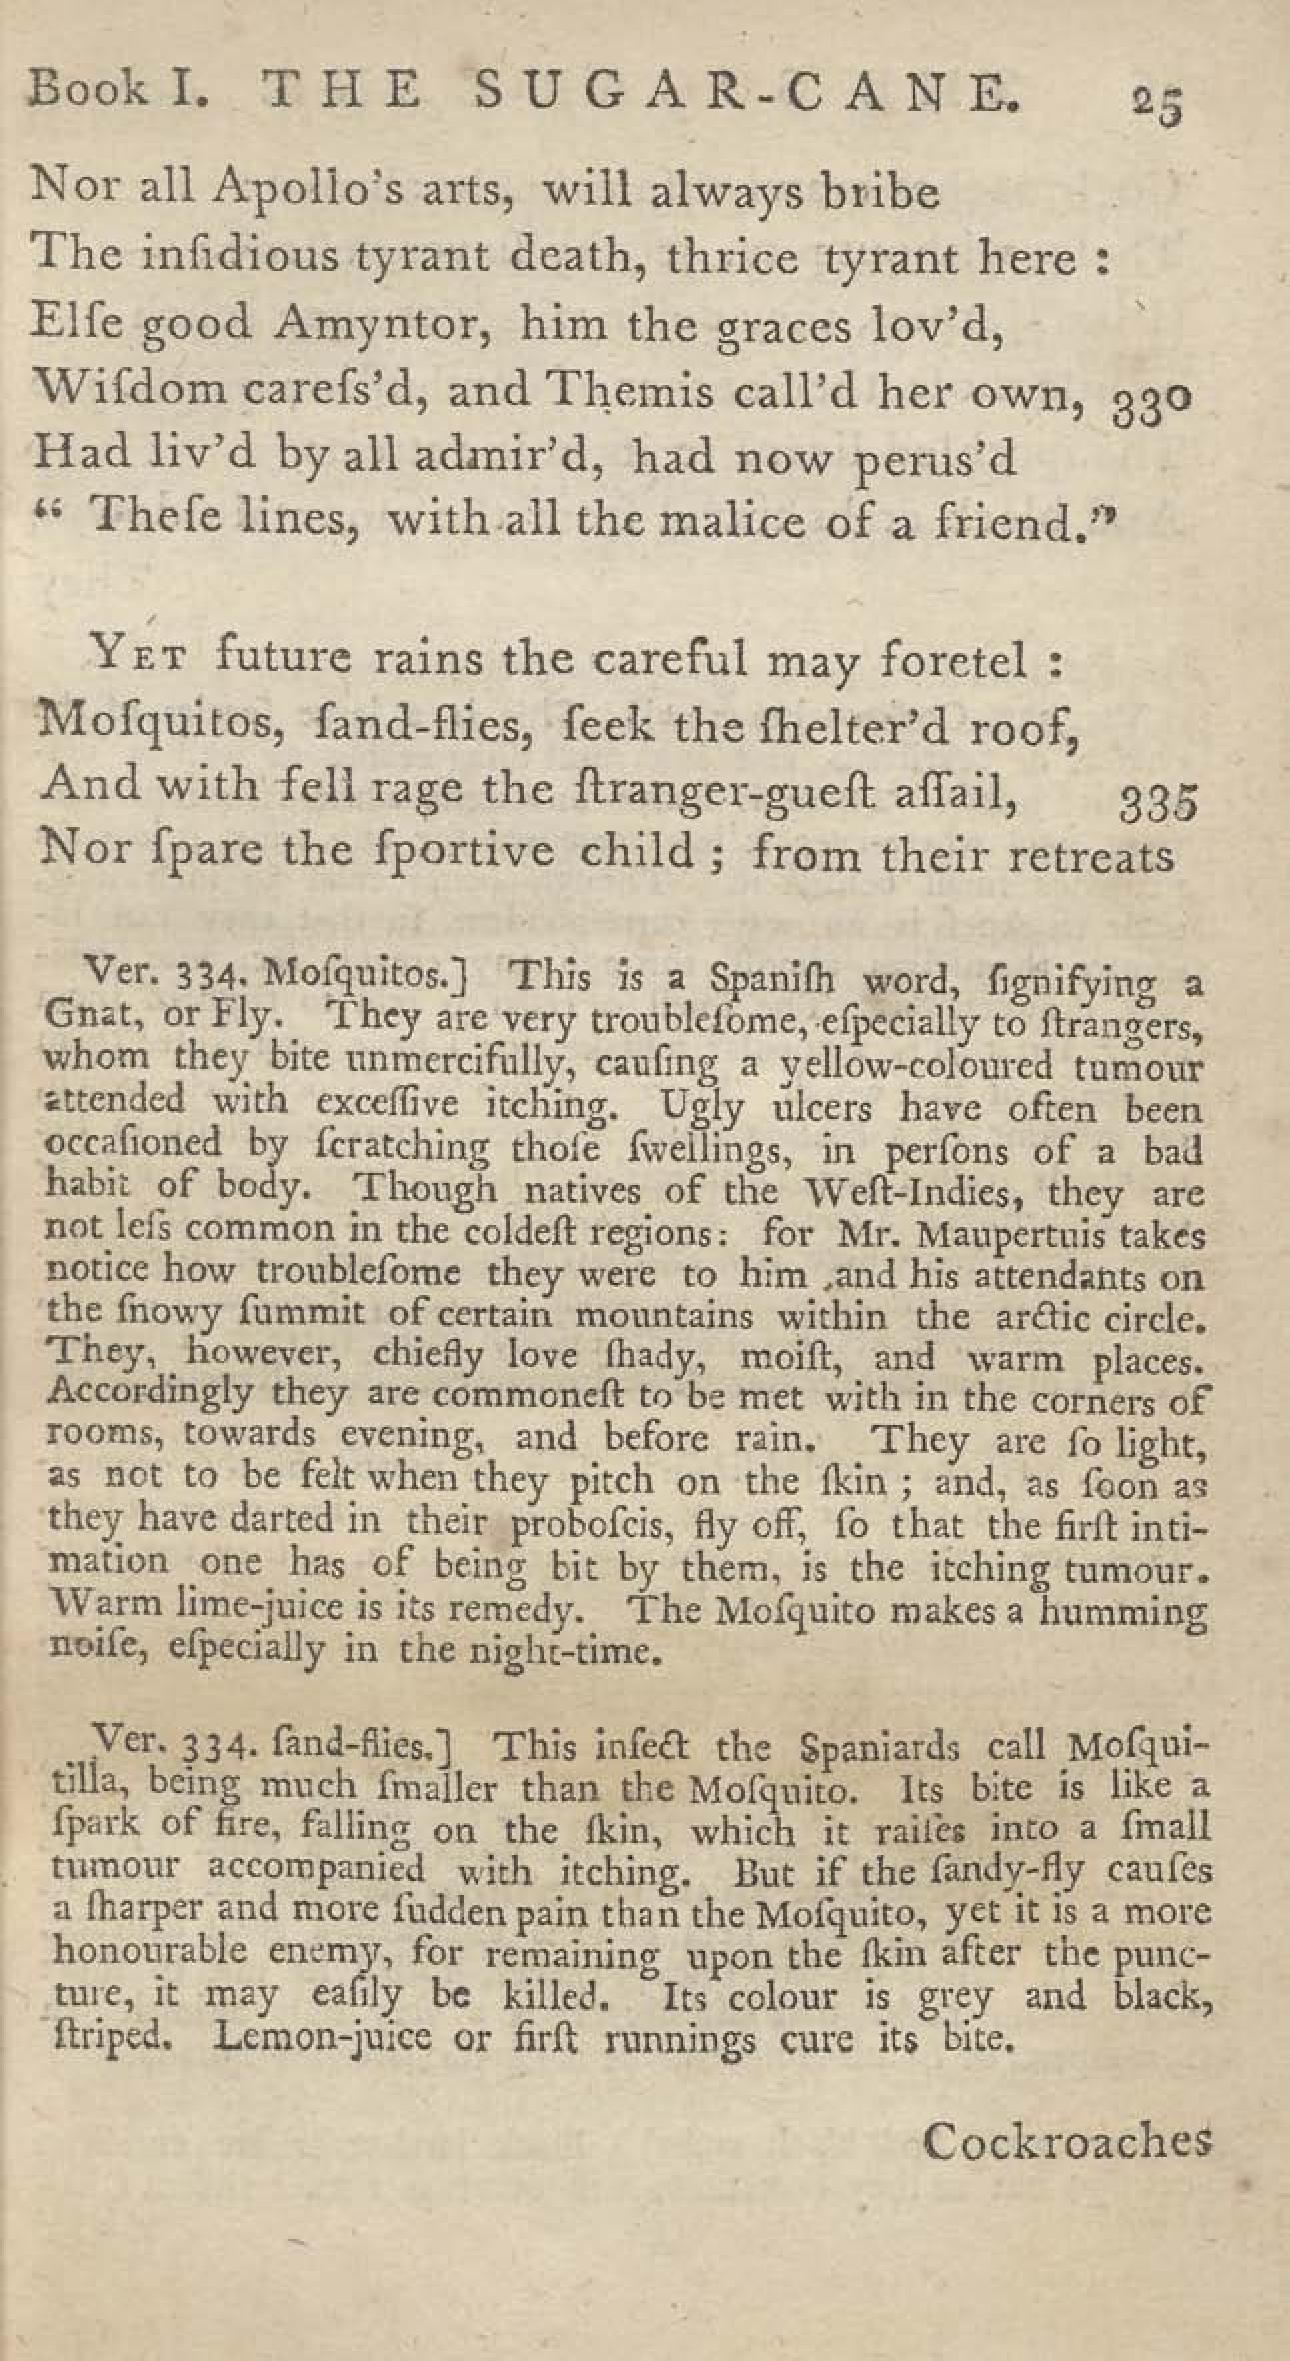 Book I. THE SUGAR-CANE. 25
Nor all Apollo's arts, will always bribe
The inſidious tyrant death, thrice tyrant here :
Elſe good Amyntor, him the graces lov'd,
Wiſdom careſs'd, and Themis call'd her own, 330
Had liv'd by all admir'd, had now perus'd
“ Theſe lines, with all the malice of a friend.”
YET future rains the careful may foretel :
Moſquitos, ſand-flies, ſeek the ſhelter'd roof,
And with fell rage the ſtranger-gueſt aſſail, 335
Nor ſpare the ſportive child ; from their retreats
Ver. 334. Moſquitos.] This is a Spaniſh word, ſignifying a
Gnat, or Fly. They are very troubleſome, eſpecially to ſtrangers,
whom they bite unmercifully, cauſing a yellow-coloured tumour
attended with exceſſive itching. Ugly ulcers have often been
occaſioned by ſcratching thoſe ſwellings, in perſons of a bad
habit of body. Though natives of the Weſt-Indies, they are
not leſs common in the coldeſt regions: for Mr. Maupertuis takes
notice how troubleſome they were to him and his attendants on
the ſnowy ſummit of certain mountains within the arctic circle.
They, however, chiefly love ſhady, moiſt, and warm places.
Accordingly they are commoneſt to be met with in the corners of
rooms, towards evening, and before rain. They are ſo light,
as not to be felt when they pitch on the ſkin ; and, as ſoon as
they have darted in their proboſcis, fly off, ſo that the firſt inti-
mation one has of being bit by them, is the itching tumour.
Warm lime-juice is its remedy. The Moſquito makes a humming
noiſe, eſpecially in the night-time.
Ver. 334. ſand-flies.] This inſect the Spaniards call Moſqui-
tilla, being much ſmaller than the Moſquito. Its bite is like a
ſpark of fire, falling on the ſkin, which it raiſes into a ſmall
tumour accompanied with itching. But if the ſandy-fly cauſes
a ſharper and more ſudden pain than the Moſquito, yet it is a more
honourable enemy, for remaining upon the ſkin after the punc-
ture, it may eaſily be killed. Its colour is grey and black,
ſtriped. Lemon-juice or firſt runnings cure its bite.
Cockroaches